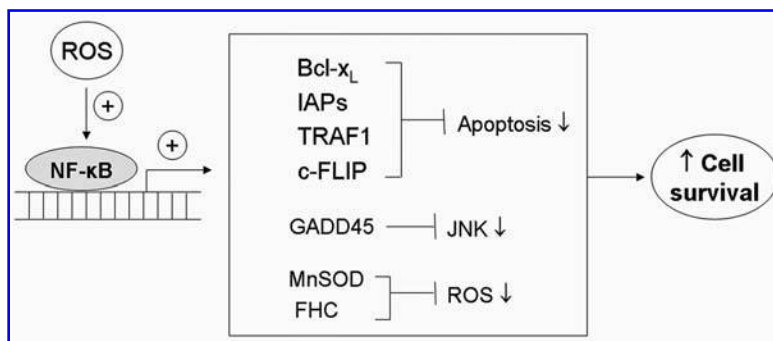 ROS
+
NF-κB
+
Bcl-xL
IAPs
TRAF1
c-FLIP
Apoptosis ↓
GADD45
JNK ↓
MnSOD
FHC
ROS ↓
↑ Cell
survival